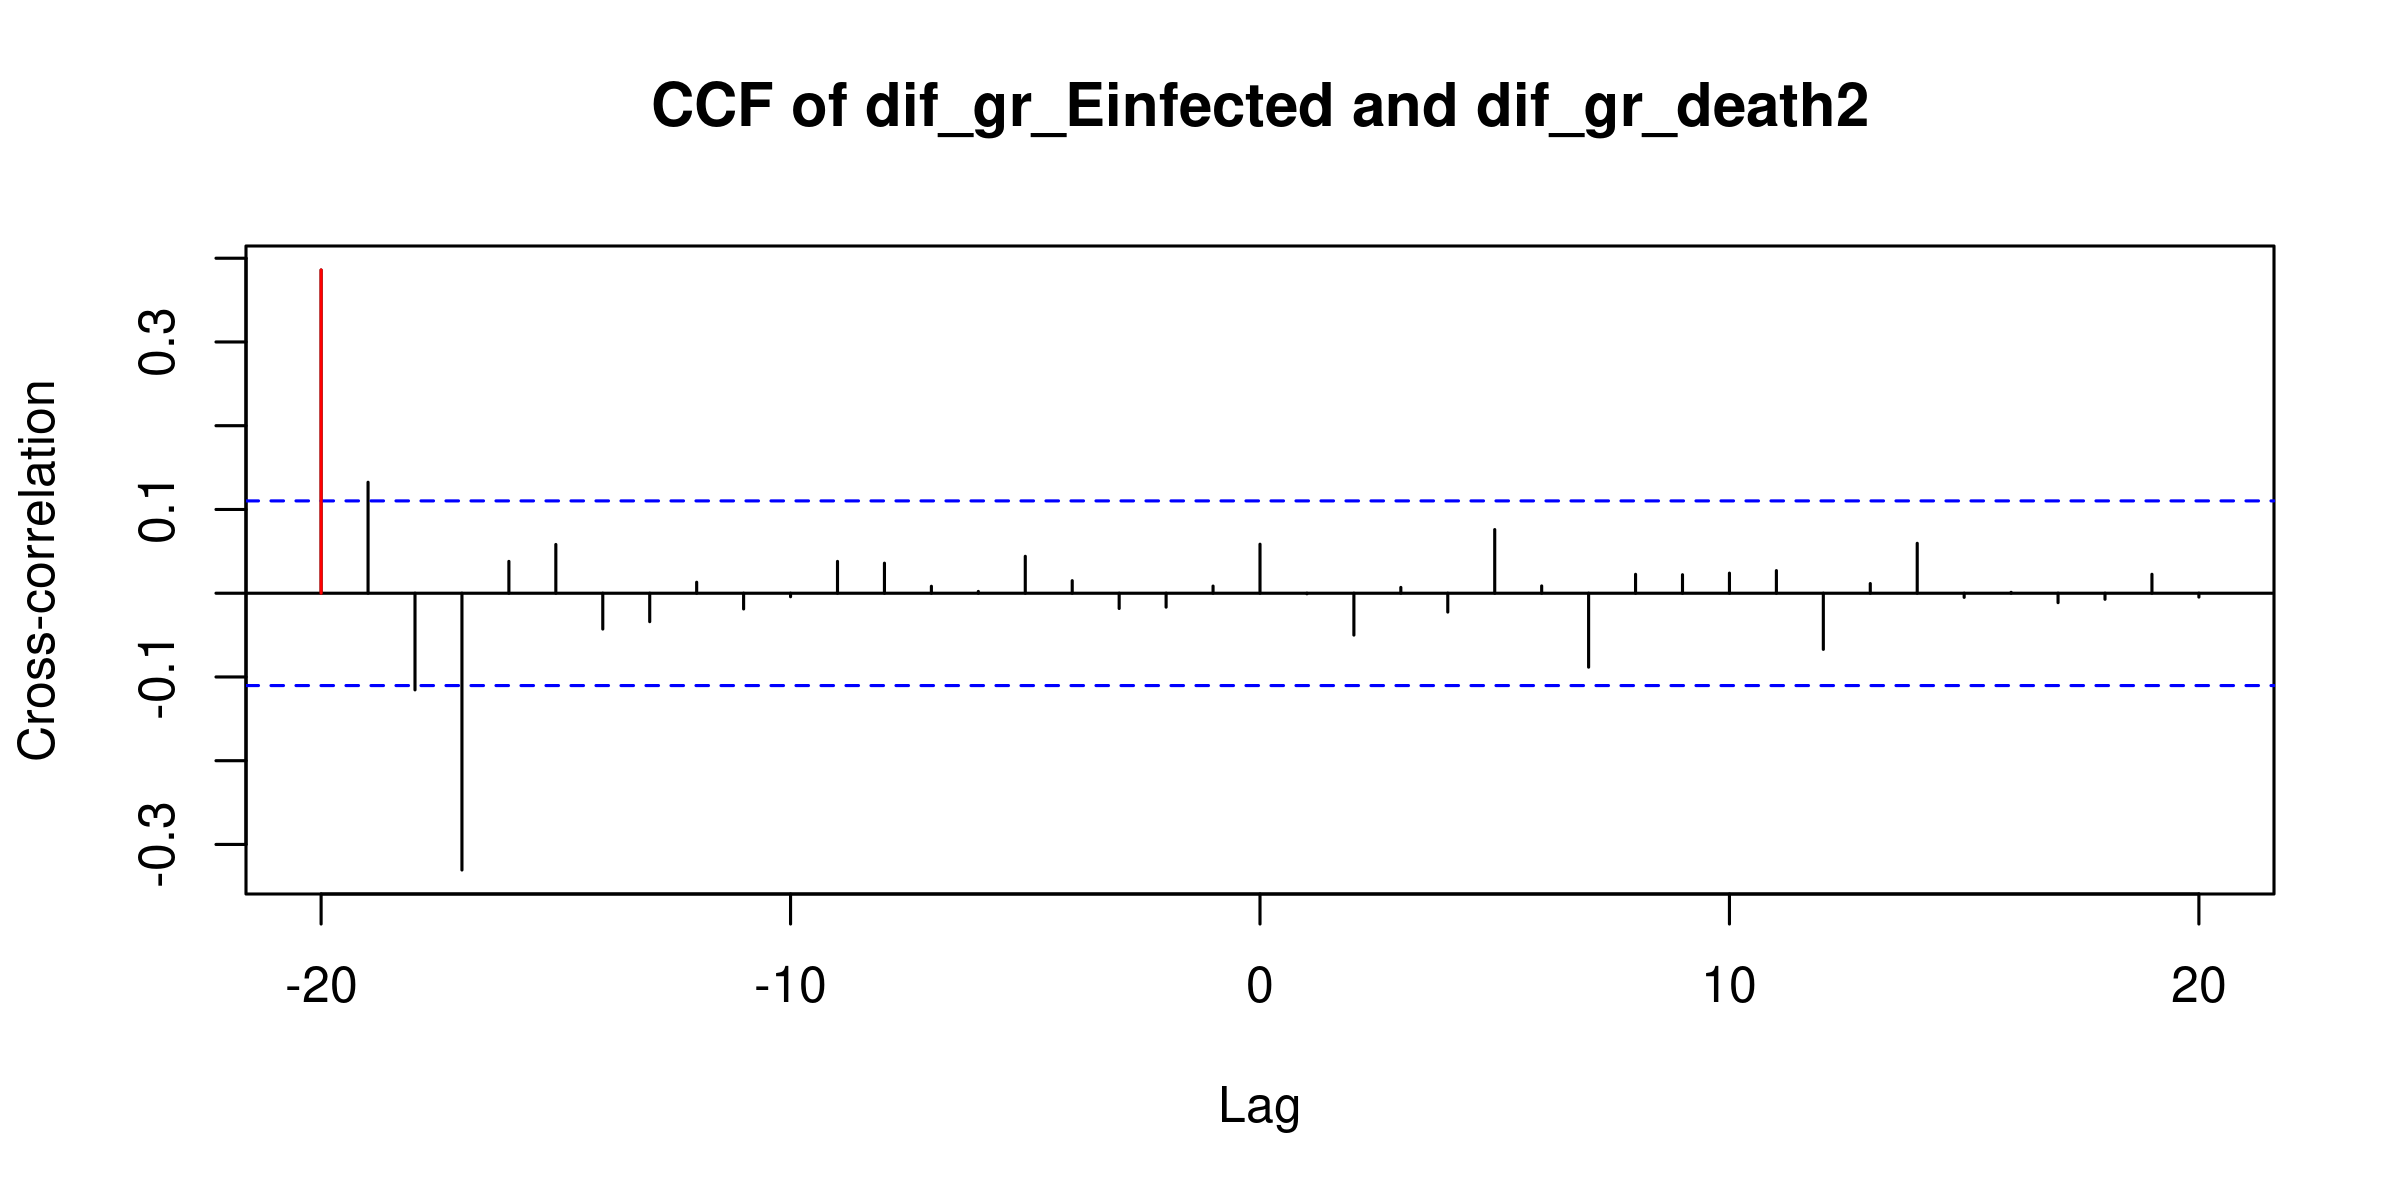 CCF of dif_gr_Einfected and dif_gr_death2
Cross-correlation
0.3
0.1
-0.1
-0.3
-20 -10 0 10 20
Lag